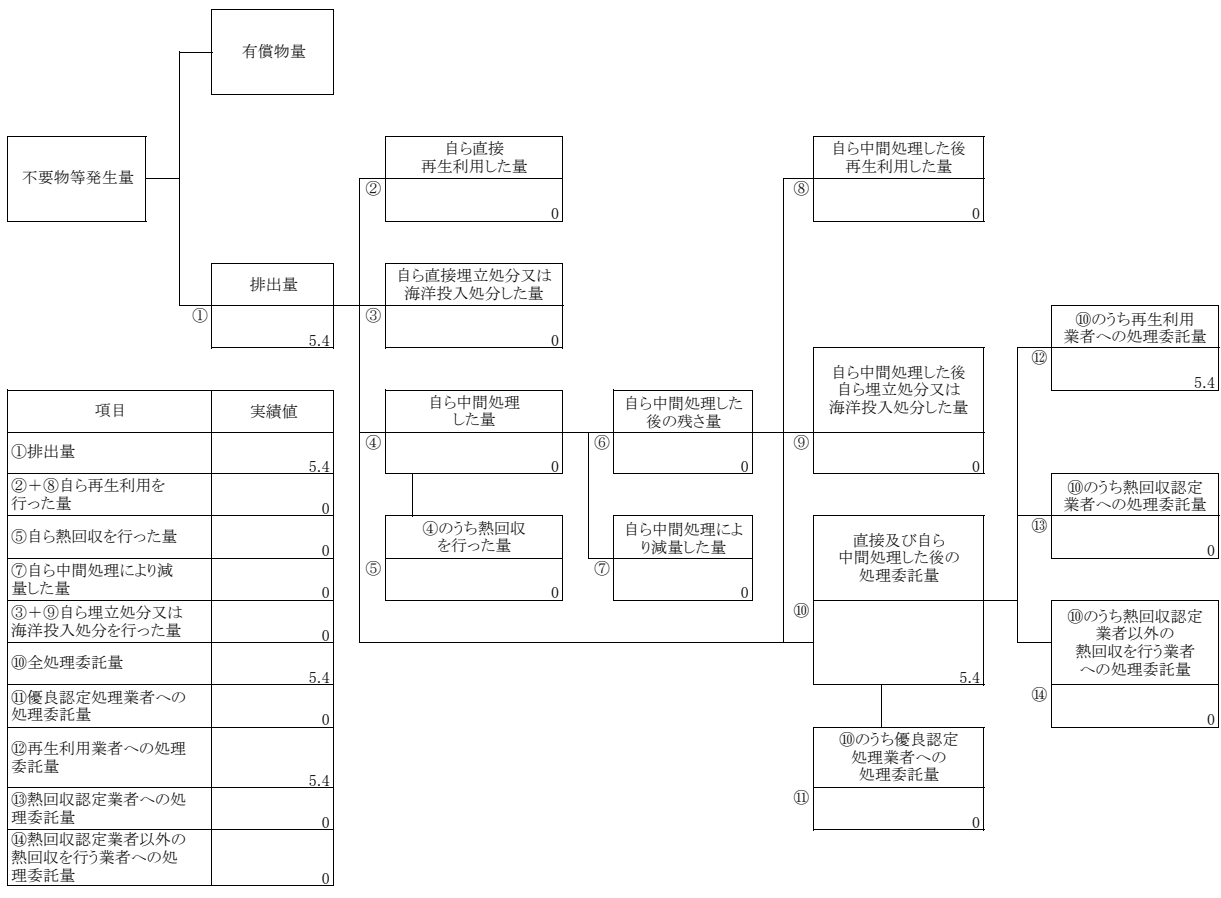 有償物量
不要物等発生量
排出量
①
5.4
自ら直接
再生利用した量
②
0
自ら直接埋立処分又は
海洋投入処分した量
③
0
自ら中間処理
した量
④
0
④のうち熱回収
を行った量
⑤
0
自ら中間処理した
後の残さ量
⑥
0
自ら中間処理によ
り減量した量
⑦
0
自ら中間処理した後
再生利用した量
⑧
0
自ら中間処理した後
自ら埋立処分又は
海洋投入処分した量
⑨
0
直接及び自ら
中間処理した後の
処理委託量
⑩
5.4
⑩のうち優良認定
処理業者への
処理委託量
⑪
0
⑩のうち再生利用
業者への処理委託量
⑫
5.4
⑩のうち熱回収認定
業者への処理委託量
⑬
0
⑩のうち熱回収認定
業者以外の
熱回収を行う業者
への処理委託量
⑭
0
項目 実績値
①排出量
5.4
②＋⑧自ら再生利用を
行った量
0
⑤自ら熱回収を行った量
0
⑦自ら中間処理により減
量した量
0
③＋⑨自ら埋立処分又は
海洋投入処分を行った量
0
⑩全処理委託量
5.4
⑪優良認定処理業者への
処理委託量
0
⑫再生利用業者への処理
委託量
5.4
⑬熱回収認定業者への処
理委託量
0
⑭熱回収認定業者以外の
熱回収を行う業者への処
理委託量
0